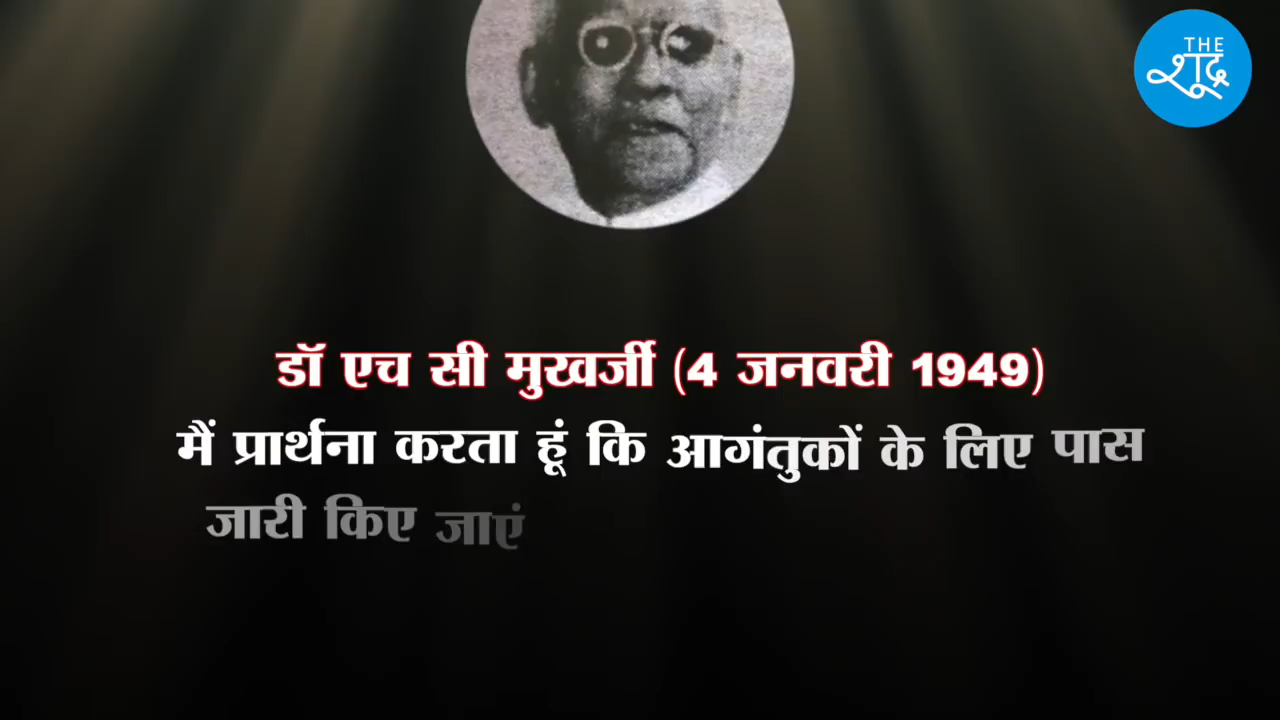 THE
शूद्र
डॉ एच सी मुखर्जी (4 जनवरी 1949)
मैं प्रार्थना करता हूं कि आगंतुकों के लिए पास
जारी किए जाएं